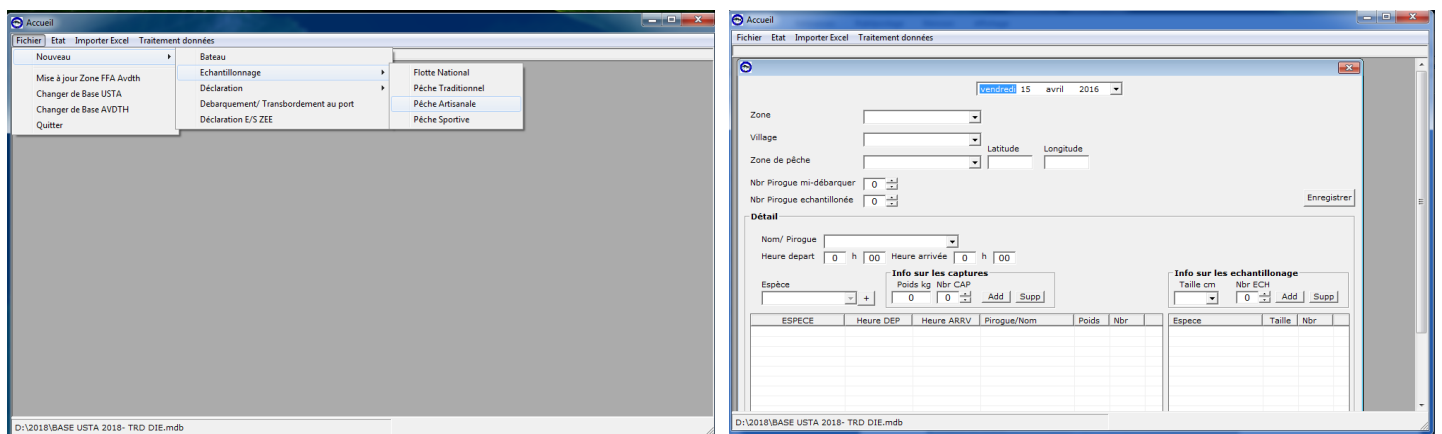 Accueil
Fichier Etat Importer Excel Traitement données
Nouveau
Mise à jour Zone FFA Avdth
Changer de Base USTA
Changer de Base AVDTH
Quitter
Bateau
Echantillonnage
Déclaration
Debarquement/ Transbordement au port
Déclaration E/S ZEE
Flotte National
Pêche Traditionnel
Pêche Artisanale
Pêche Sportive
D:\2018\BASE USTA 2018- TRD DIE.mdb
Accueil
Fichier Etat Importer Excel Traitement données
vendredi 15 avril 2016
Zone
Village
Latitude Longitude
Zone de pêche
Nbr Pirogue mi-débarquer 0
Nbr Pirogue echantillonée 0
Enregistrer
Détail
Nom/ Pirogue
Heure depart 0 h 00 Heure arrivée 0 h 00
Info sur les captures
Espèce Poids kg Nbr CAP
+ 0 0 Add Supp
Info sur les echantillonage
Taille cm Nbr ECH
0 Add Supp
ESPECE Heure DEP Heure ARRV Pirogue/Nom Poids Nbr
Espece Taille Nbr
D:\2018\BASE USTA 2018- TRD DIE.mdb